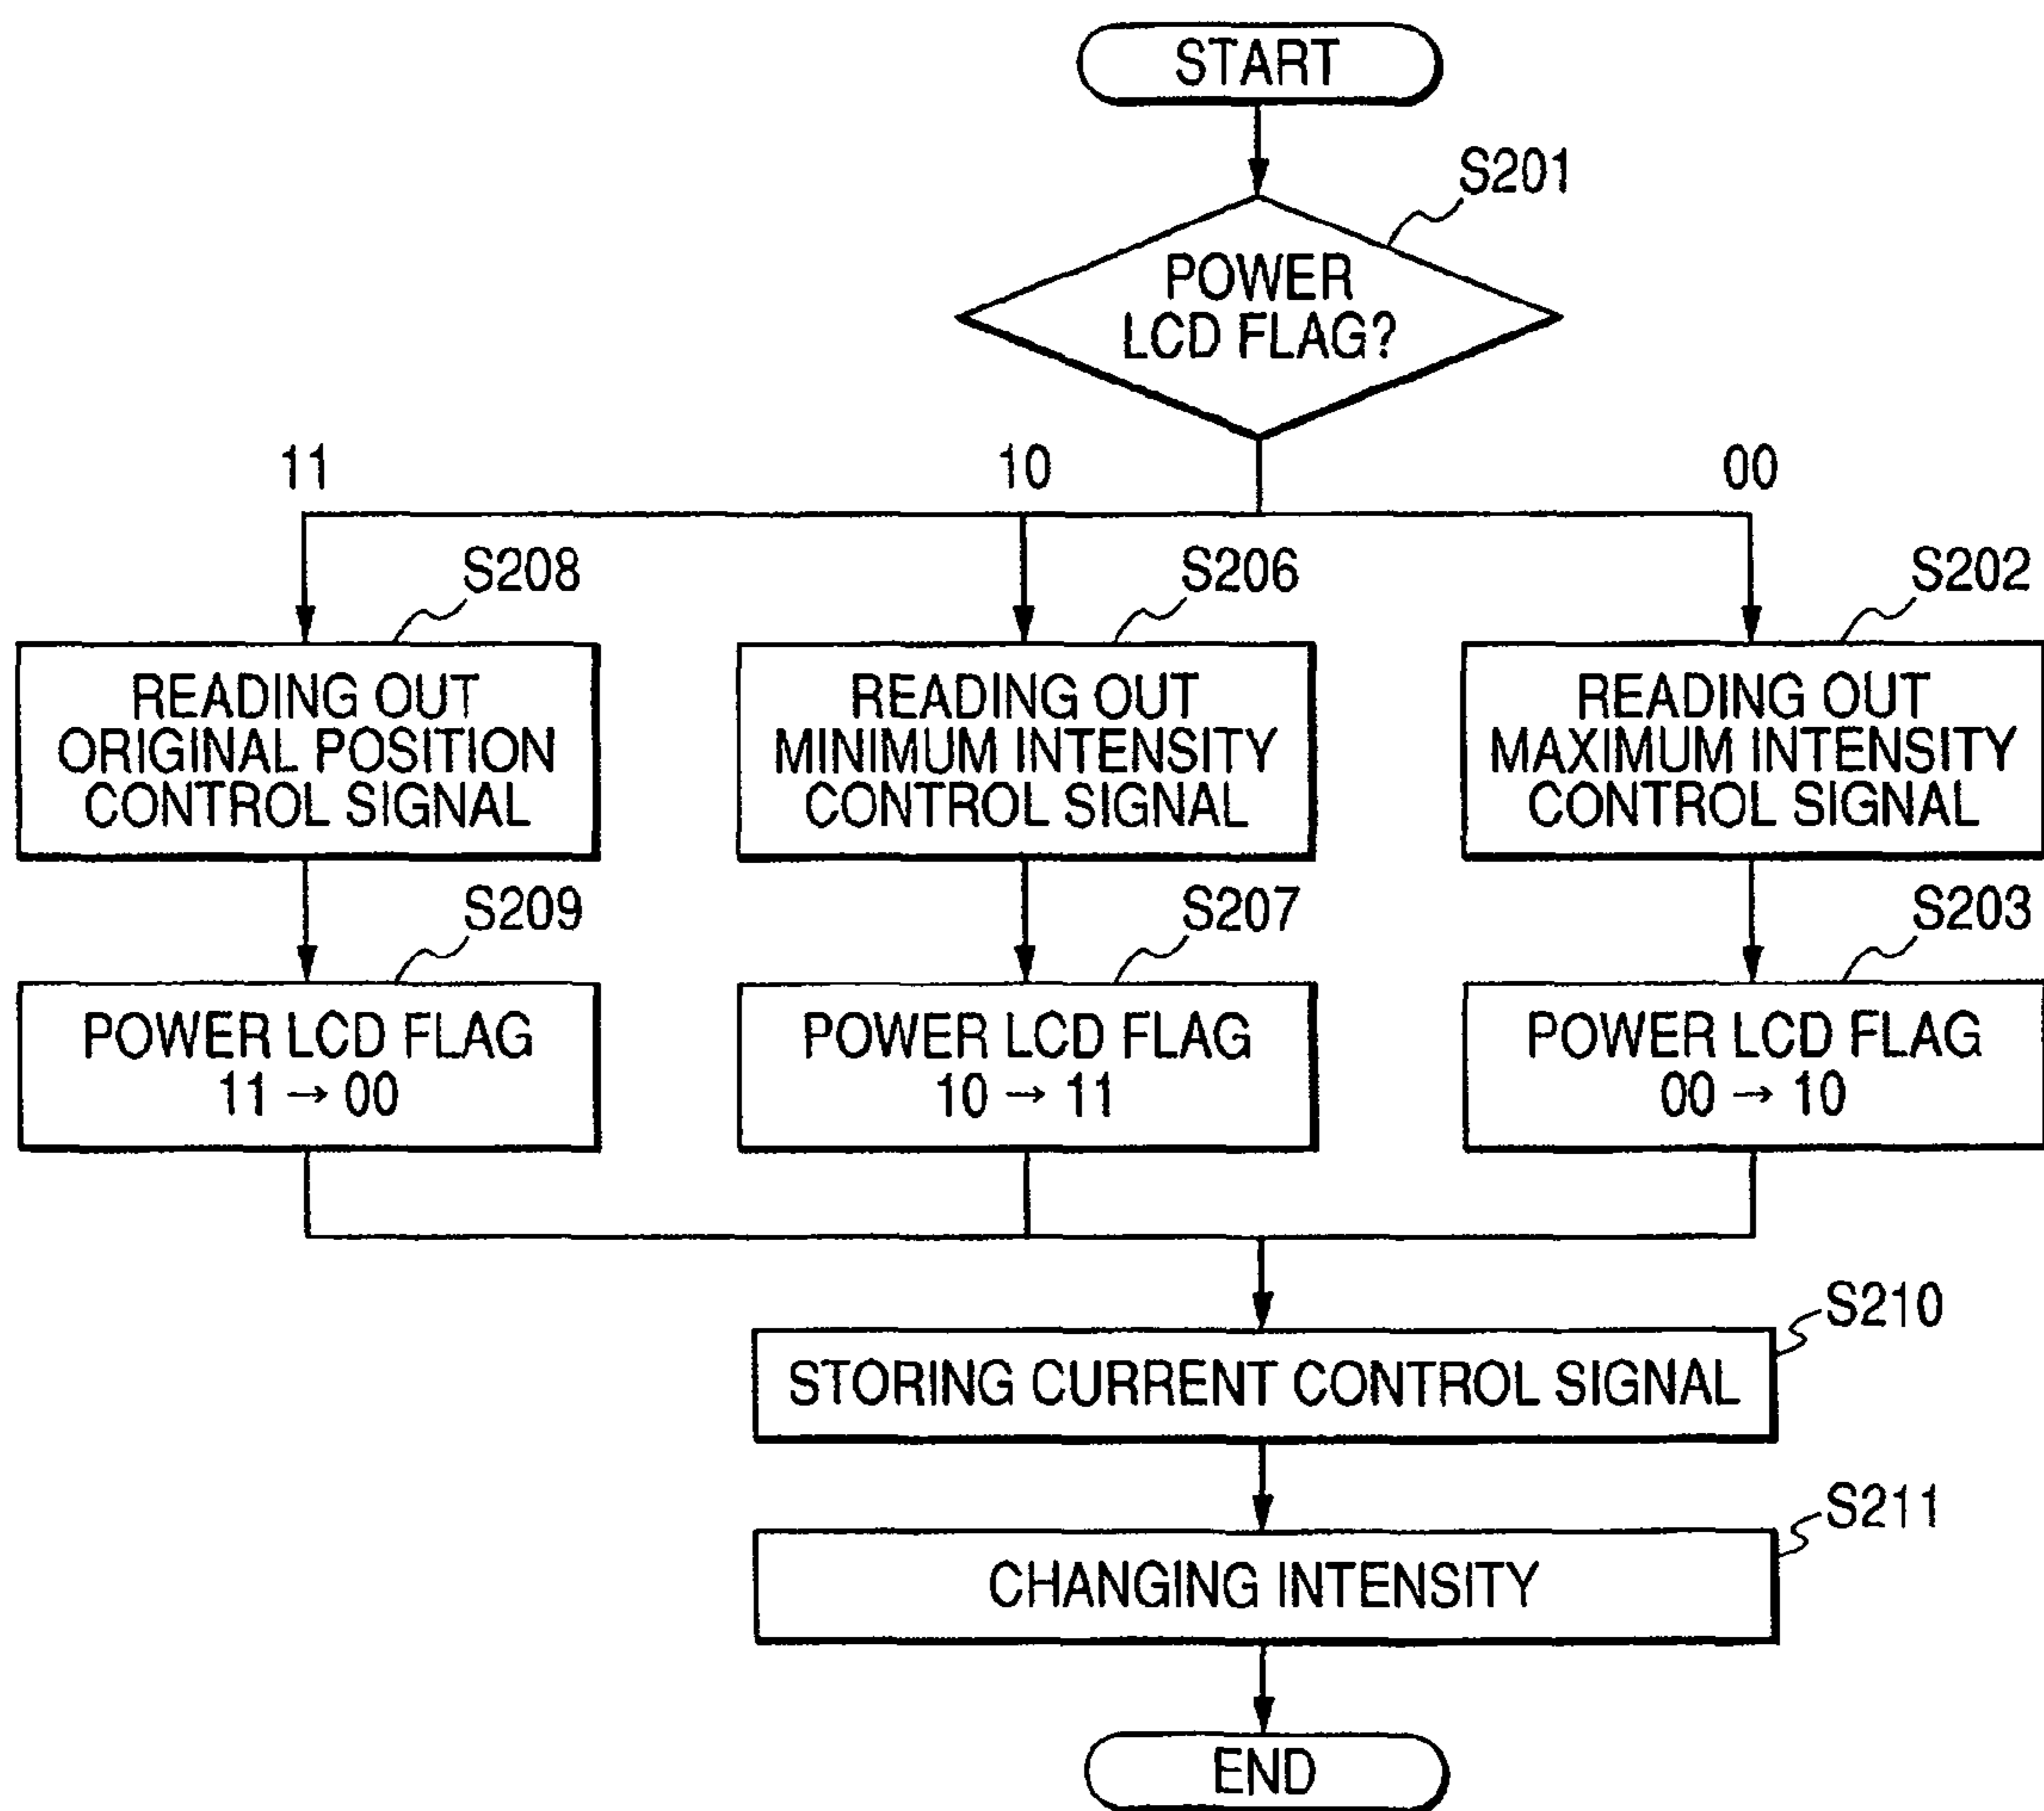 START
S201
POWER
LCD FLAG?
11
10
00
S208
S206
S202
READING OUT
ORIGINAL POSITION
CONTROL SIGNAL
READING OUT
MINIMUM INTENSITY
CONTROL SIGNAL
READING OUT
MAXIMUM INTENSITY
CONTROL SIGNAL
S209
S207
S203
POWER LCD FLAG
11 → 00
POWER LCD FLAG
10 → 11
POWER LCD FLAG
00 → 10
S210
STORING CURRENT CONTROL SIGNAL
S211
CHANGING INTENSITY
END